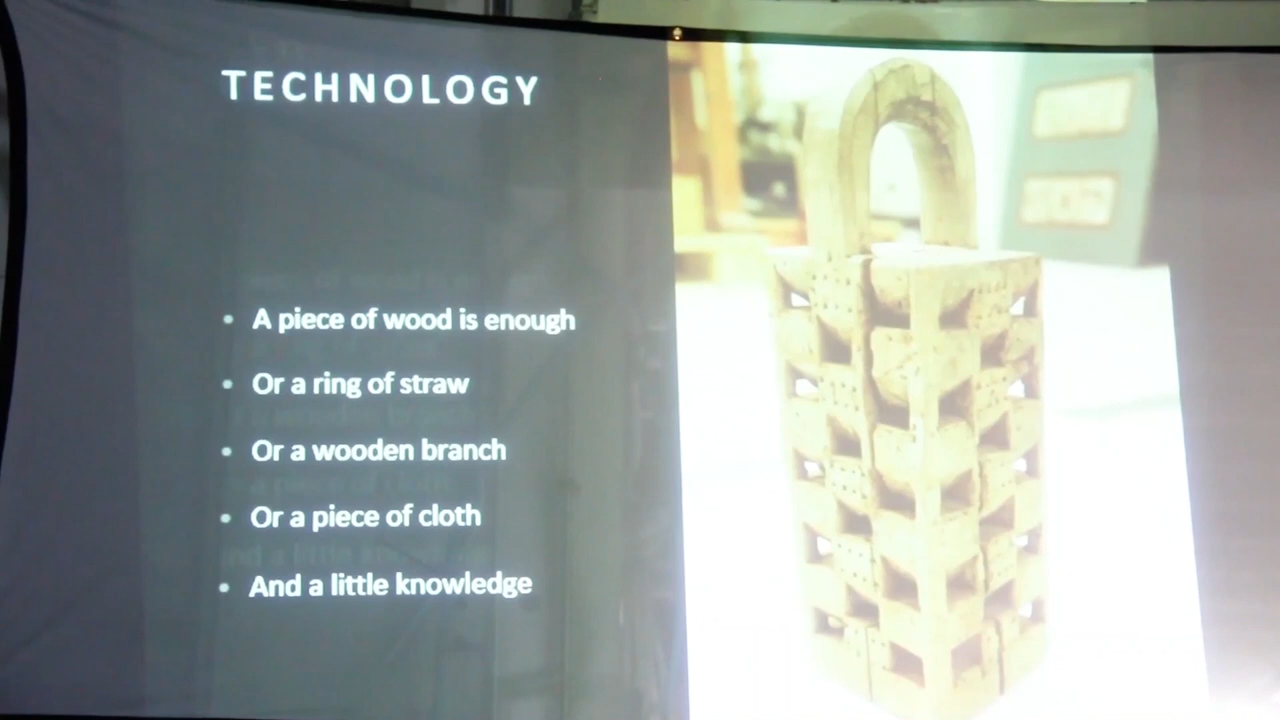 TECHNOLOGY
• A piece of wood is enough
• Or a ring of straw
• Or a wooden branch
• Or a piece of cloth
• And a little knowledge